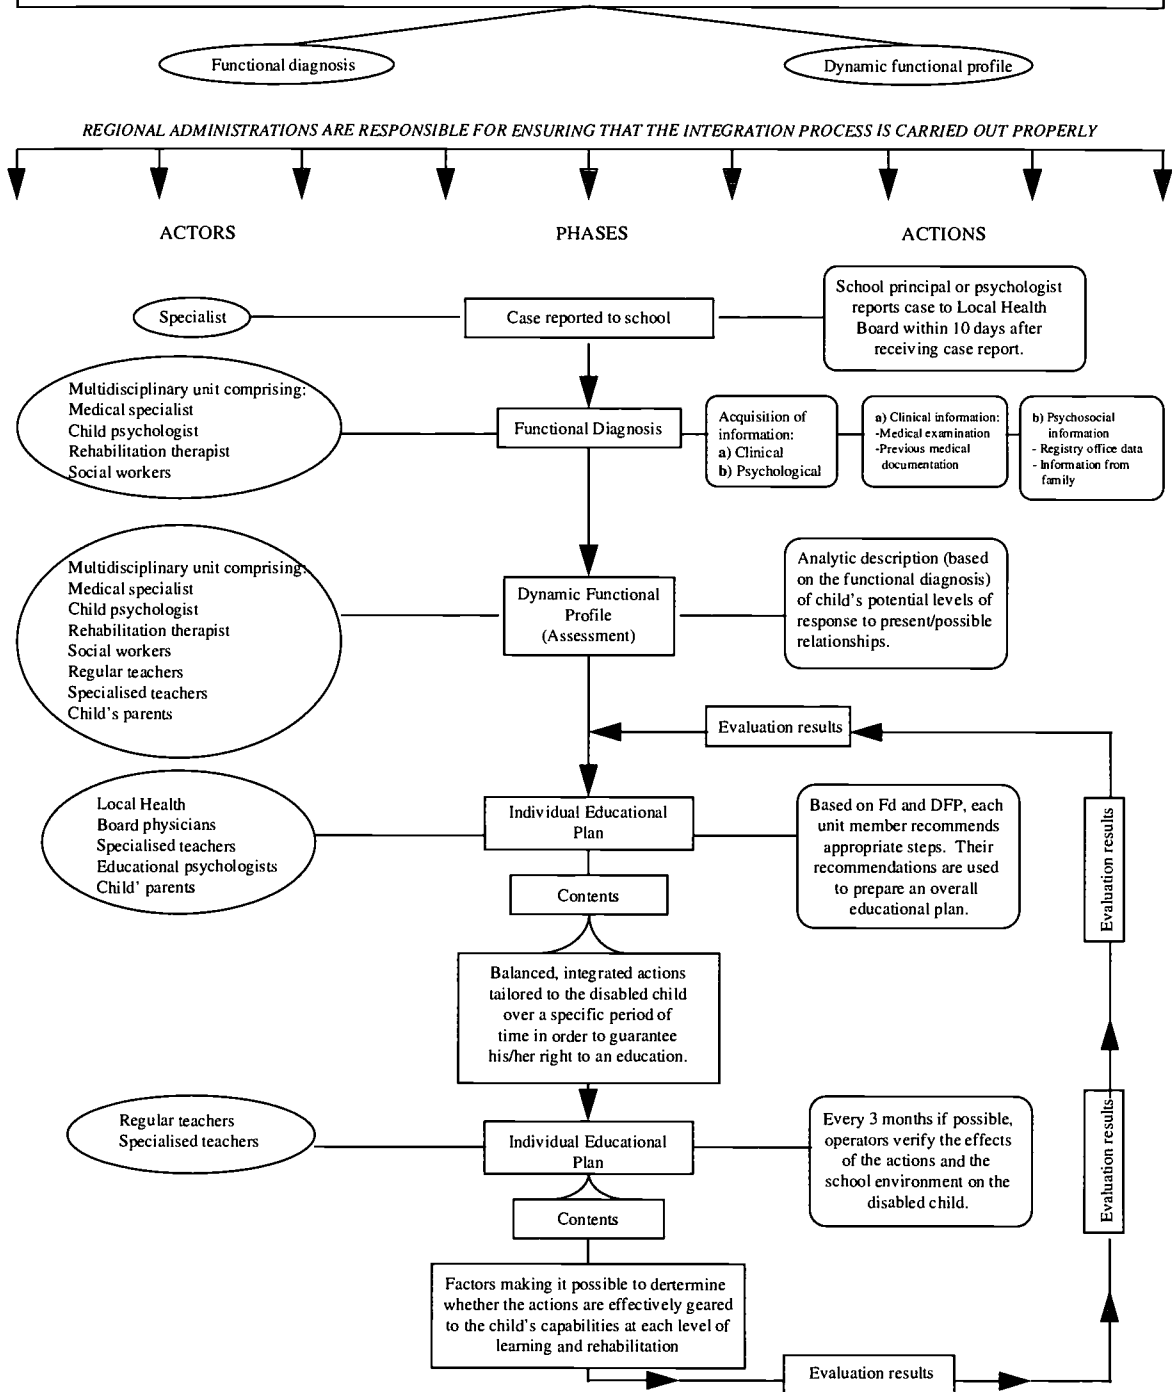 Functional diagnosis
Dynamic functional profile
REGIONAL ADMINISTRATIONS ARE RESPONSIBLE FOR ENSURING THAT THE INTEGRATION PROCESS IS CARRIED OUT PROPERLY
ACTORS
PHASES
ACTIONS
Specialist
Case reported to school
School principal or psychologist
reports case to Local Health
Board within 10 days after
receiving case report.
Multidisciplinary unit comprising:
Medical specialist
Child psychologist
Rehabilitation therapist
Social workers
Functional Diagnosis
Acquisition of
information:
a) Clinical
b) Psychological
a) Clinical information:
-Medical examination
-Previous medical
documentation
b) Psychosocial
information
- Registry office data
- Information from
family
Multidisciplinary unit comprising:
Medical specialist
Child psychologist
Rehabilitation therapist
Social workers
Regular teachers
Specialised teachers
Child's parents
Dynamic Functional
Profile
(Assessment)
Analytic description (based
on the functional diagnosis)
of child's potential levels of
response to present/possible
relationships.
Evaluation results
Local Health
Board physicians
Specialised teachers
Educational psychologists
Child' parents
Individual Educational
Plan
Based on Fd and DFP, each
unit member recommends
appropriate steps. Their
recommendations are used
to prepare an overall
educational plan.
Evaluation results
Contents
Balanced, integrated actions
tailored to the disabled child
over a specific period of
time in order to guarantee
his/her right to an education.
Regular teachers
Specialised teachers
Individual Educational
Plan
Every 3 months if possible,
operators verify the effects
of the actions and the
school environment on the
disabled child.
Evaluation results
Contents
Factors making it possible to dertermine
whether the actions are effectively geared
to the child's capabilities at each level of
learning and rehabilitation
Evaluation results